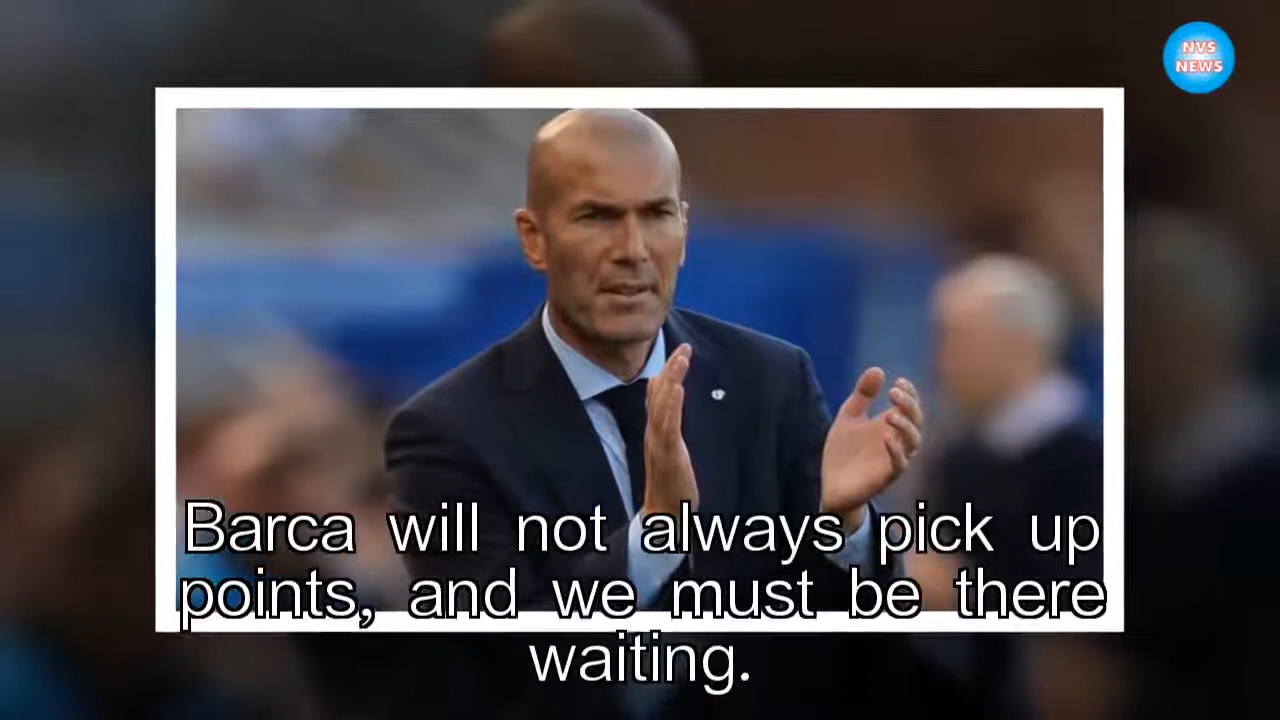 NVS
NEWS
Barca will not always pick up
points, and we must be there
waiting.